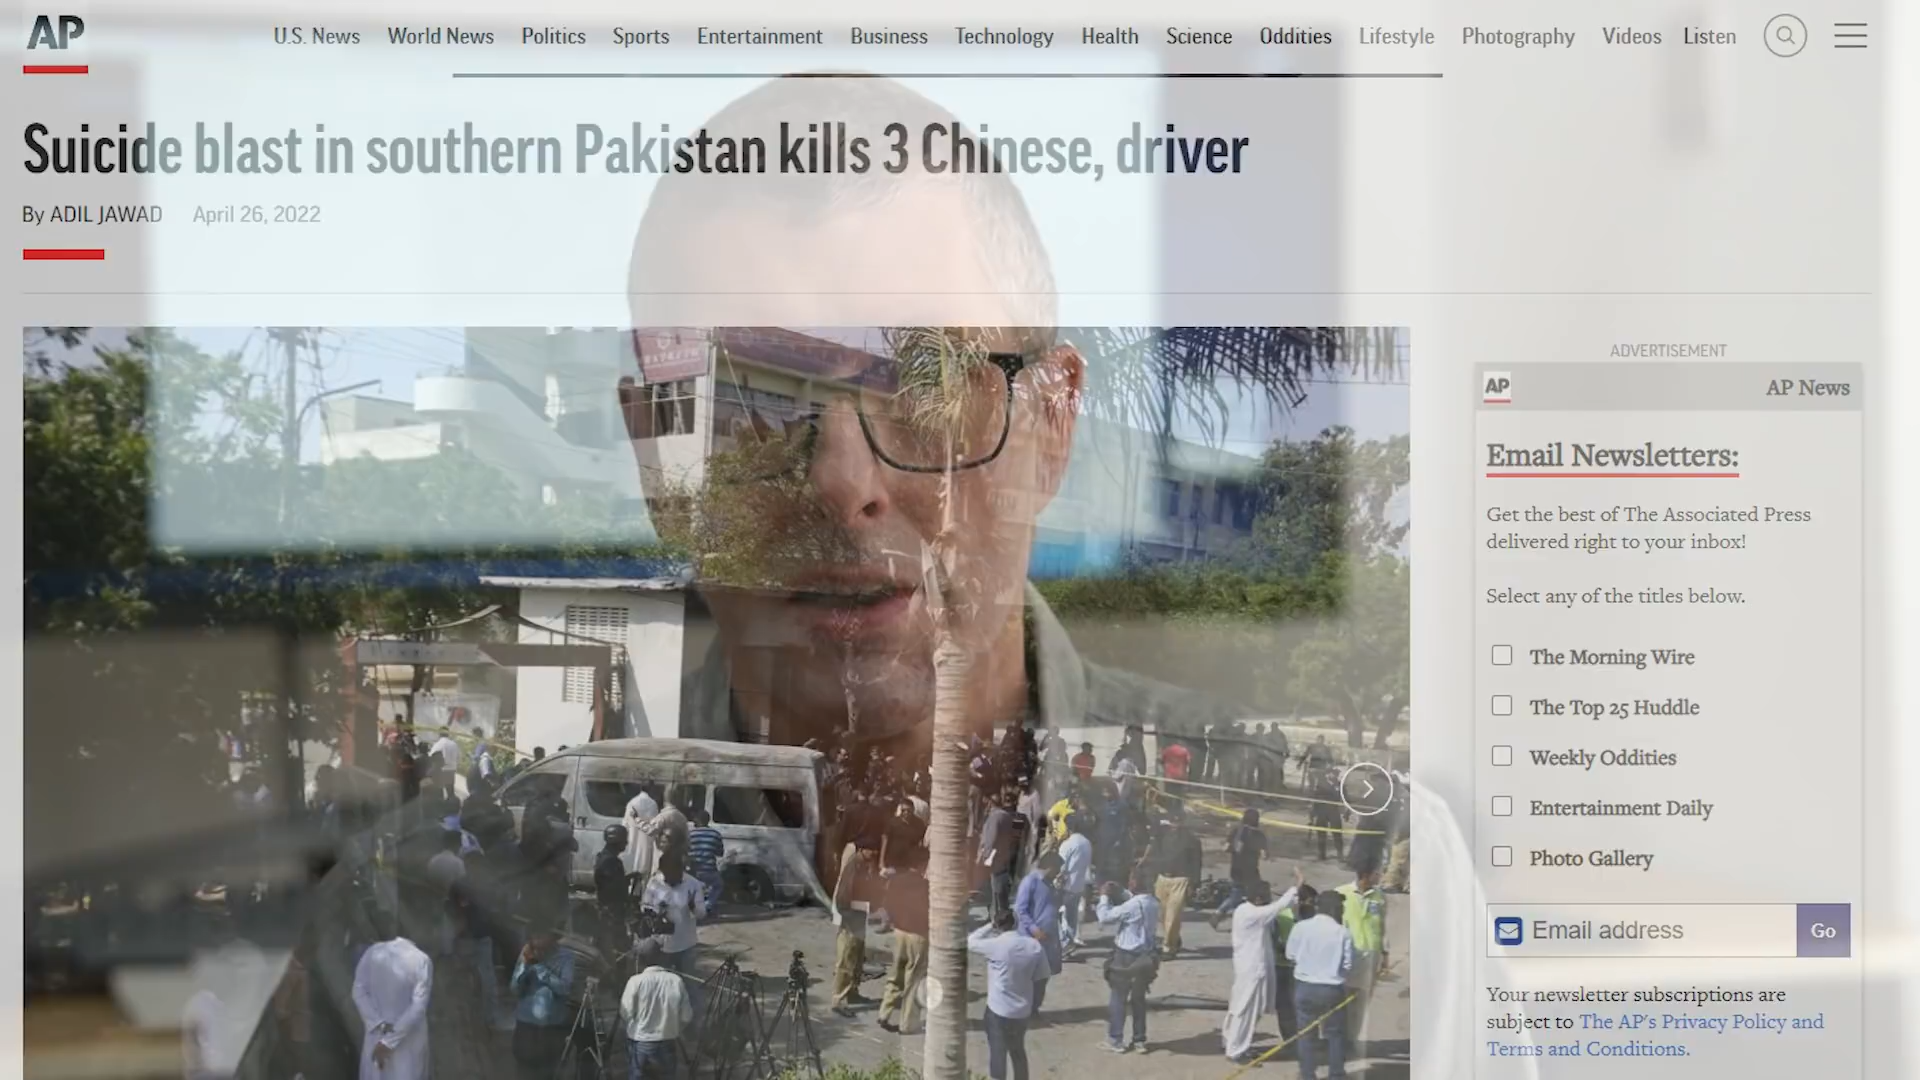 AP
U.S. News World News Politics Sports Entertainment Business Technology Health Science Oddities Lifestyle Photography Videos Listen
Suicide blast in southern Pakistan kills 3 Chinese, driver
By ADIL JAWAD April 26, 2022
ADVERTISEMENT
AP AP News
Email Newsletters:
Get the best of The Associated Press
delivered right to your inbox!
Select any of the titles below.
The Morning Wire
The Top 25 Huddle
Weekly Oddities
Entertainment Daily
Photo Gallery
Email address Go
Your newsletter subscriptions are
subject to The AP's Privacy Policy and
Terms and Conditions.